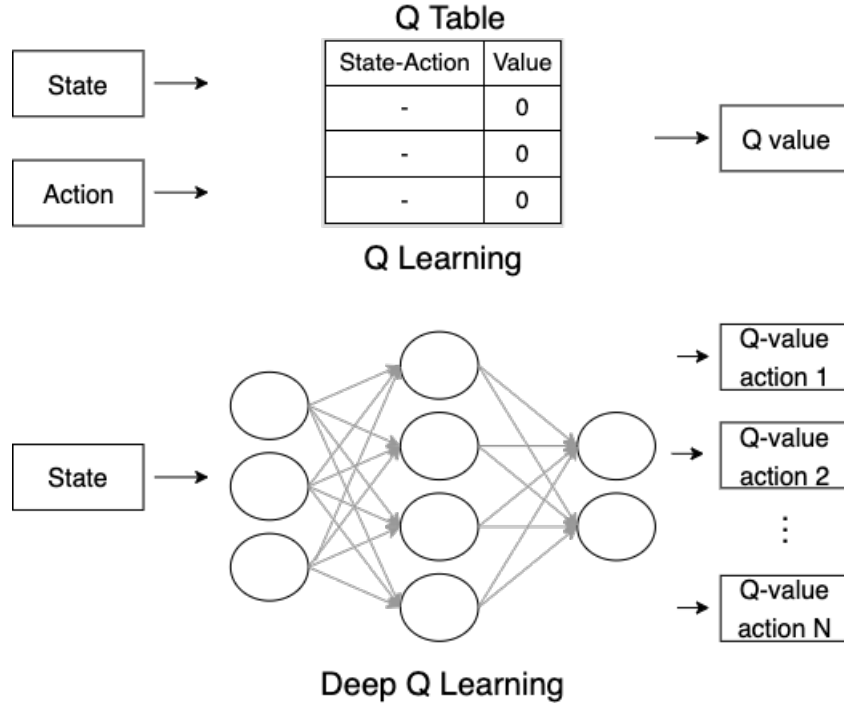 Q Table
State
Action
State-Action Value
- 0
- 0
- 0
Q value
Q Learning
State
Q-value
action 1
Q-value
action 2
⋮
Q-value
action N
Deep Q Learning